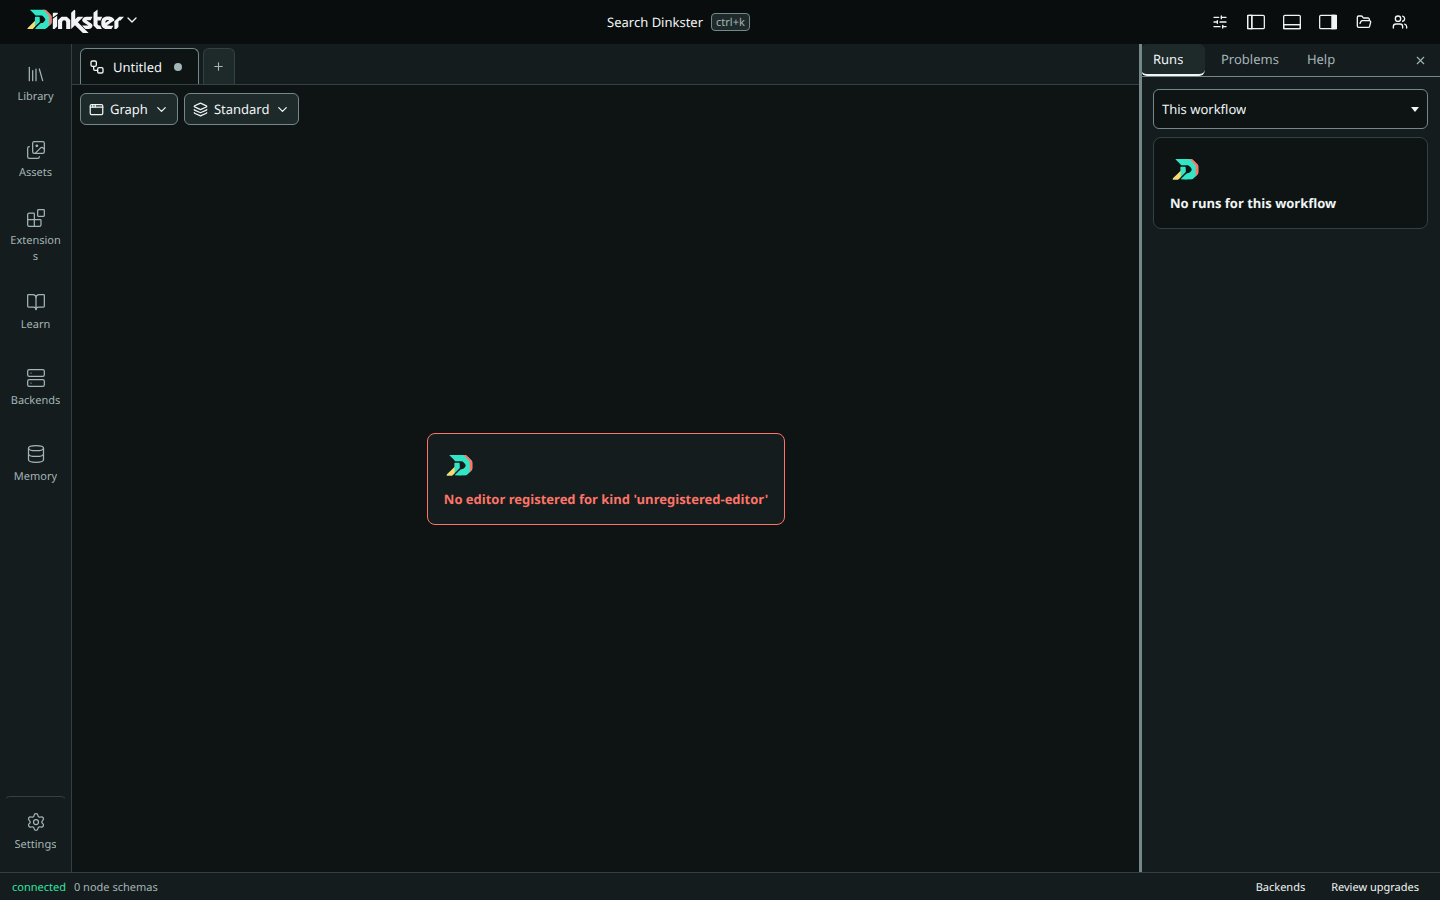 Dinkster
Search Dinkster ctrl+k
Library
Assets
Extension
s
Learn
Backends
Memory
Settings
Untitled
+
Graph
Standard
No editor registered for kind 'unregistered-editor'
Runs
Problems
Help
This workflow
No runs for this workflow
connected
0 node schemas
Backends
Review upgrades